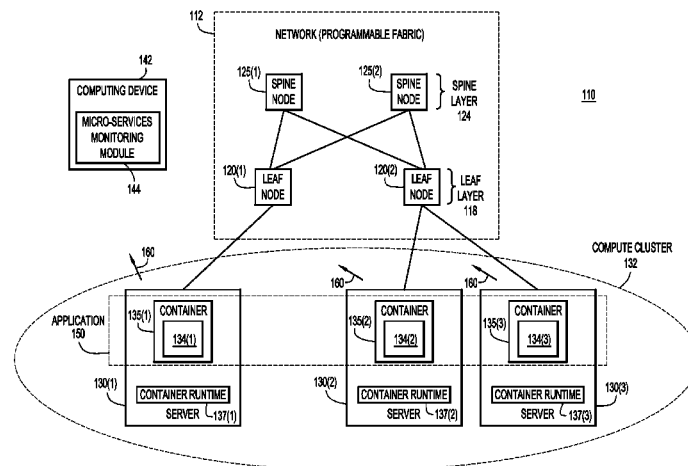 112
NETWORK (PROGRAMMABLE FABRIC)
142
COMPUTING DEVICE
MICRO-SERVICES
MONITORING
MODULE
144
125(1)
SPINE
NODE
125(2)
SPINE
NODE
SPINE
LAYER
124
110
120(1)
LEAF
NODE
120(2)
LEAF
NODE
LEAF
LAYER
118
160
160
160
COMPUTE CLUSTER
132
APPLICATION
150
135(1)
CONTAINER
134(1)
135(2)
CONTAINER
134(2)
135(3)
CONTAINER
134(3)
130(1)
CONTAINER RUNTIME
SERVER
137(1)
130(2)
CONTAINER RUNTIME
SERVER
137(2)
CONTAINER RUNTIME
SERVER
137(3)
130(3)